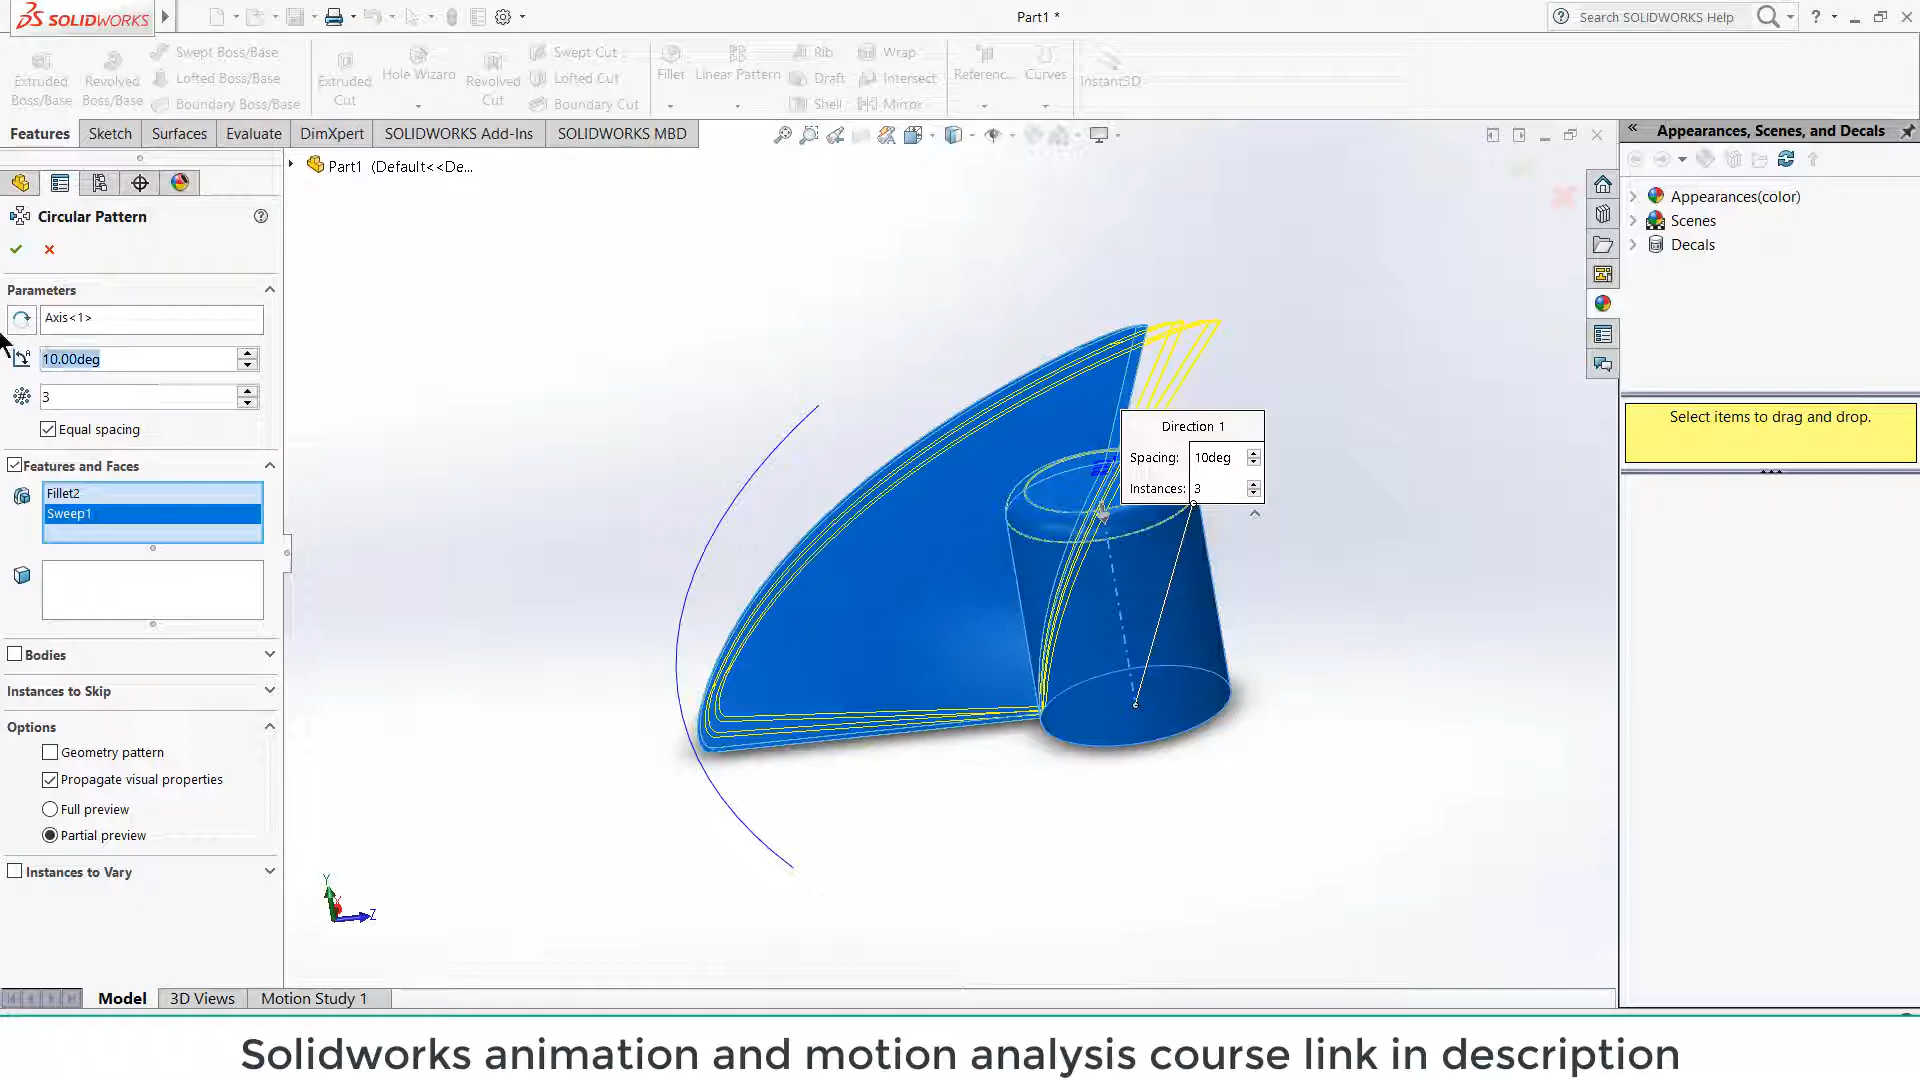 SOLIDWORKS
Part1 *
Search SOLIDWORKS Help
Extruded Boss/Base
Revolved Boss/Base
Swept Boss/Base
Lofted Boss/Base
Boundary Boss/Base
Extruded Cut
Hole Wizard
Revolved Cut
Swept Cut
Lofted Cut
Boundary Cut
Fillet
Linear Pattern
Rib
Draft
Shell
Wrap
Intersect
Mirror
Referenc...
Curves
Instant3D
Features
Sketch
Surfaces
Evaluate
DimXpert
SOLIDWORKS Add-Ins
SOLIDWORKS MBD
Part1 (Default<<De...
Circular Pattern
Parameters
Axis<1>
10.00deg
3
Equal spacing
Features and Faces
Fillet2
Sweep1
Bodies
Instances to Skip
Options
Geometry pattern
Propagate visual properties
Full preview
Partial preview
Instances to Vary
Direction 1
Spacing: 10deg
Instances: 3
Y
Z
Appearances, Scenes, and Decals
Appearances(color)
Scenes
Decals
Select items to drag and drop.
Model
3D Views
Motion Study 1
Solidworks animation and motion analysis course link in description